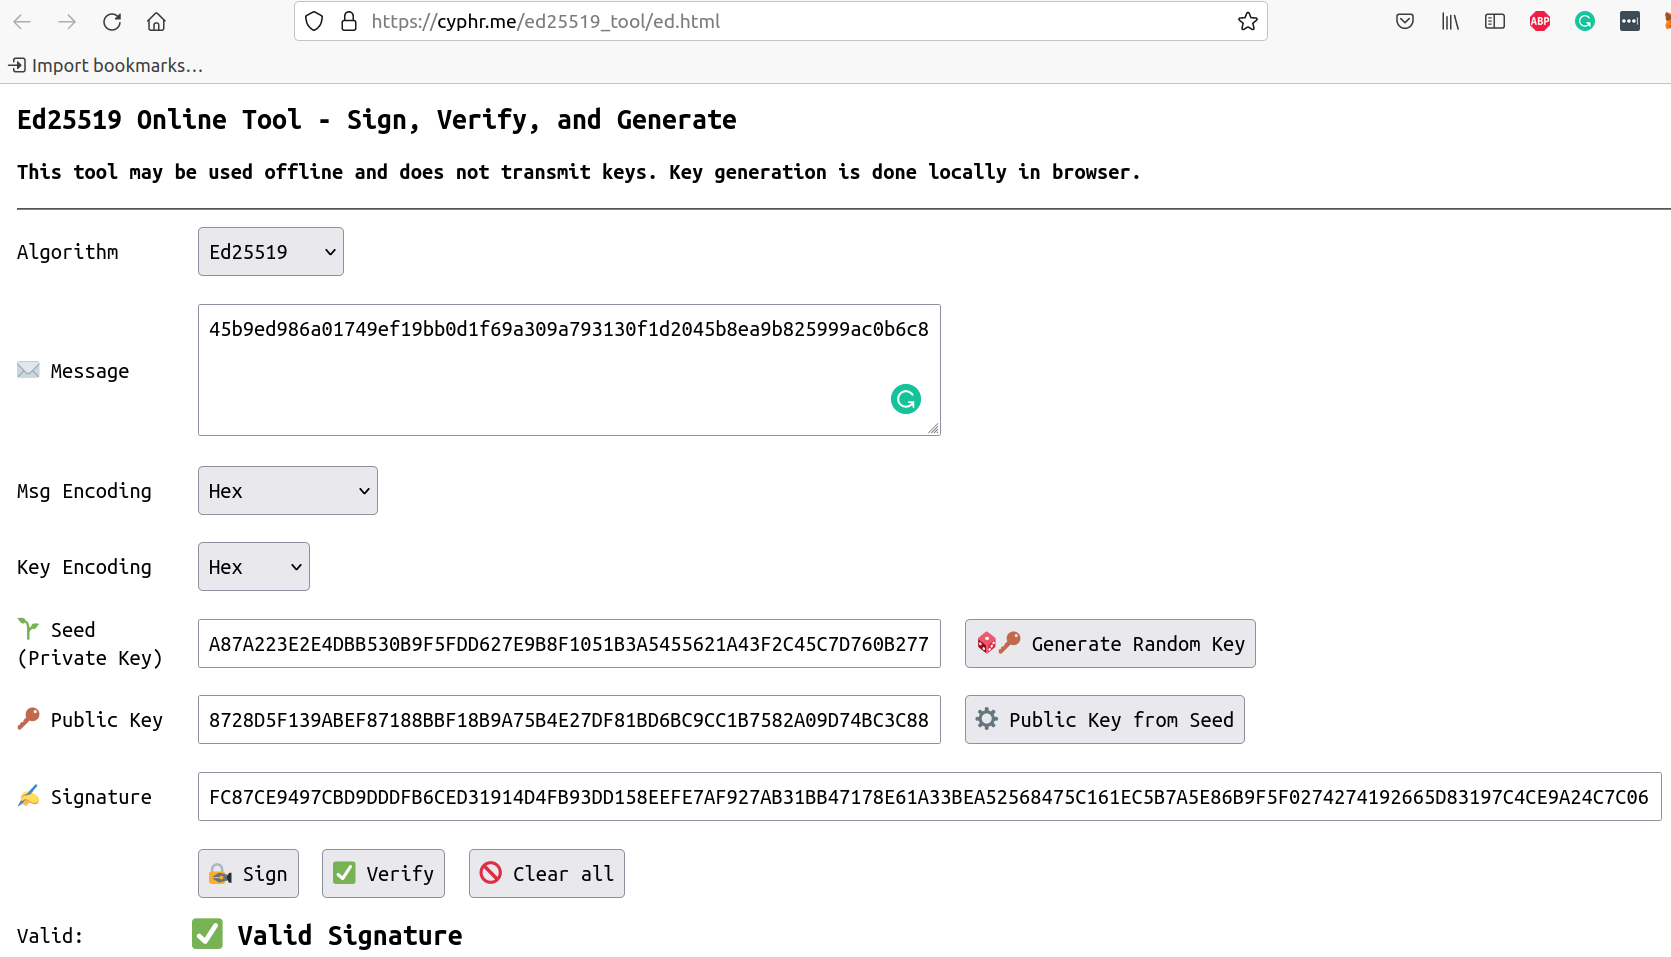 https://cyphr.me/ed25519_tool/ed.html
ABP
Import bookmarks...
Ed25519 Online Tool - Sign, Verify, and Generate
This tool may be used offline and does not transmit keys. Key generation is done locally in browser.
Algorithm Ed25519
Message 45b9ed986a01749ef19bb0d1f69a309a793130f1d2045b8ea9b825999ac0b6c8
Msg Encoding Hex
Key Encoding Hex
Seed
(Private Key) A87A223E2E4DBB530B9F5FDD627E9B8F1051B3A5455621A43F2C45C7D760B277 Generate Random Key
Public Key 8728D5F139ABEF87188BBF18B9A75B4E27DF81BD6BC9CC1B7582A09D74BC3C88 Public Key from Seed
Signature FC87CE9497CBD9DDDFB6CED31914D4FB93DD158EEFE7AF927AB31BB47178E61A33BEA52568475C161EC5B7A5E86B9F5F0274274192665D83197C4CE9A24C7C06
Sign Verify Clear all
Valid: Valid Signature